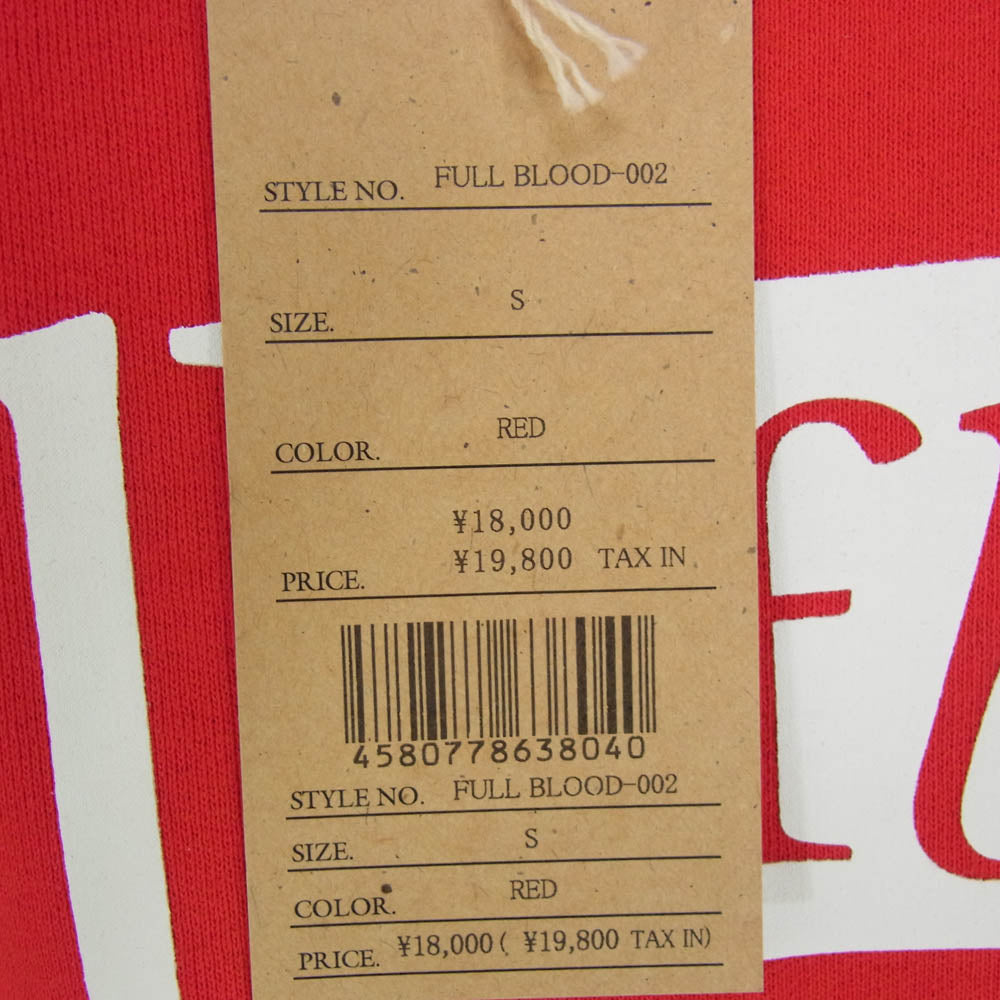 STYLE NO. FULL BLOOD-002
SIZE. S
COLOR. RED
¥18,000
PRICE. ¥19,800 TAX IN
4580778638040
STYLE NO. FULL BLOOD-002
SIZE. S
COLOR. RED
PRICE. ¥18,000( ¥19,800 TAX IN)